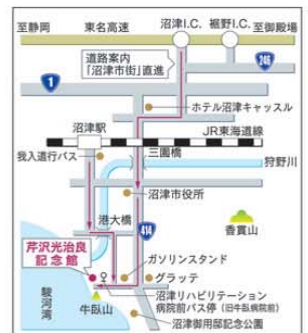 至静岡
東名高速
沼津I.C.
裾野I.C.
至御殿場
道路案内
「沼津市街」直進
246
1
ホテル沼津キャッスル
沼津駅
JR東海道線
我入道行バス
三園橋
狩野川
沼津市役所
港大橋
414
香貫山
芹沢光治良
記念館
ガソリンスタンド
グラッテ
駿河湾
牛臥山
沼津リハビリテーション
病院前バス停（旧牛臥病院前）
沼津御用邸記念公園